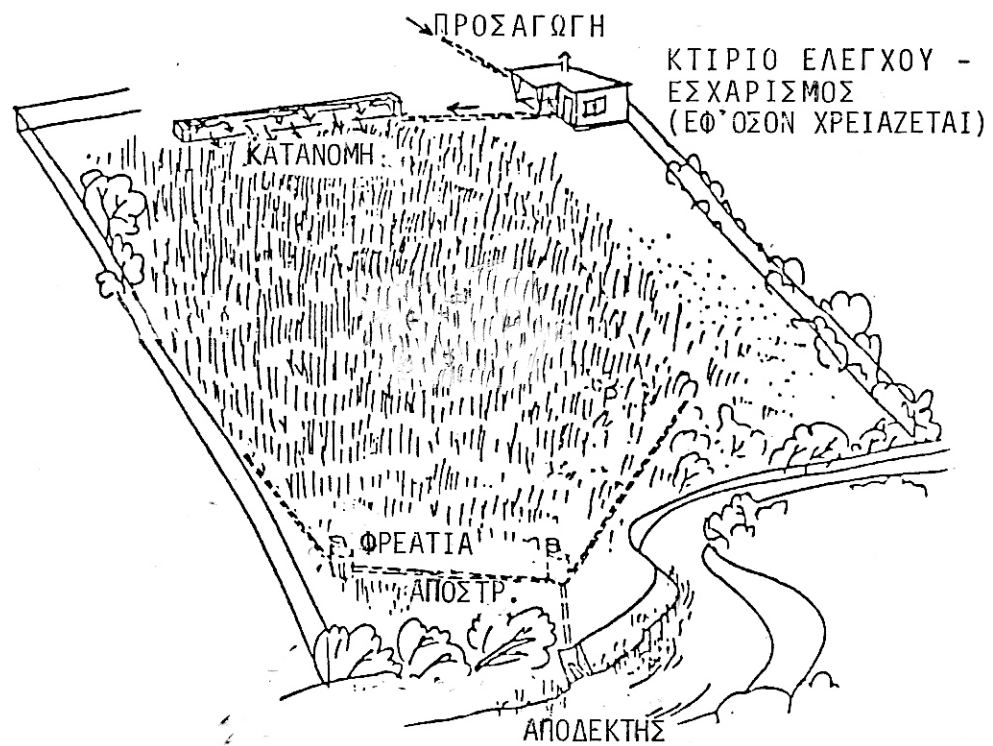 ΠΡΟΣΑΓΩΓΗ
ΚΤΙΡΙΟ ΕΛΕΓΧΟΥ -
ΕΣΧΑΡΙΣΜΟΣ
(ΕΦ'ΟΣΟΝ ΧΡΕΙΑΖΕΤΑΙ)
ΚΑΤΑΝΟΜΗ
ΦΡΕΑΤΙΑ
ΑΠΟΣΤΡ.
ΑΠΟΔΕΚΤΗΣ